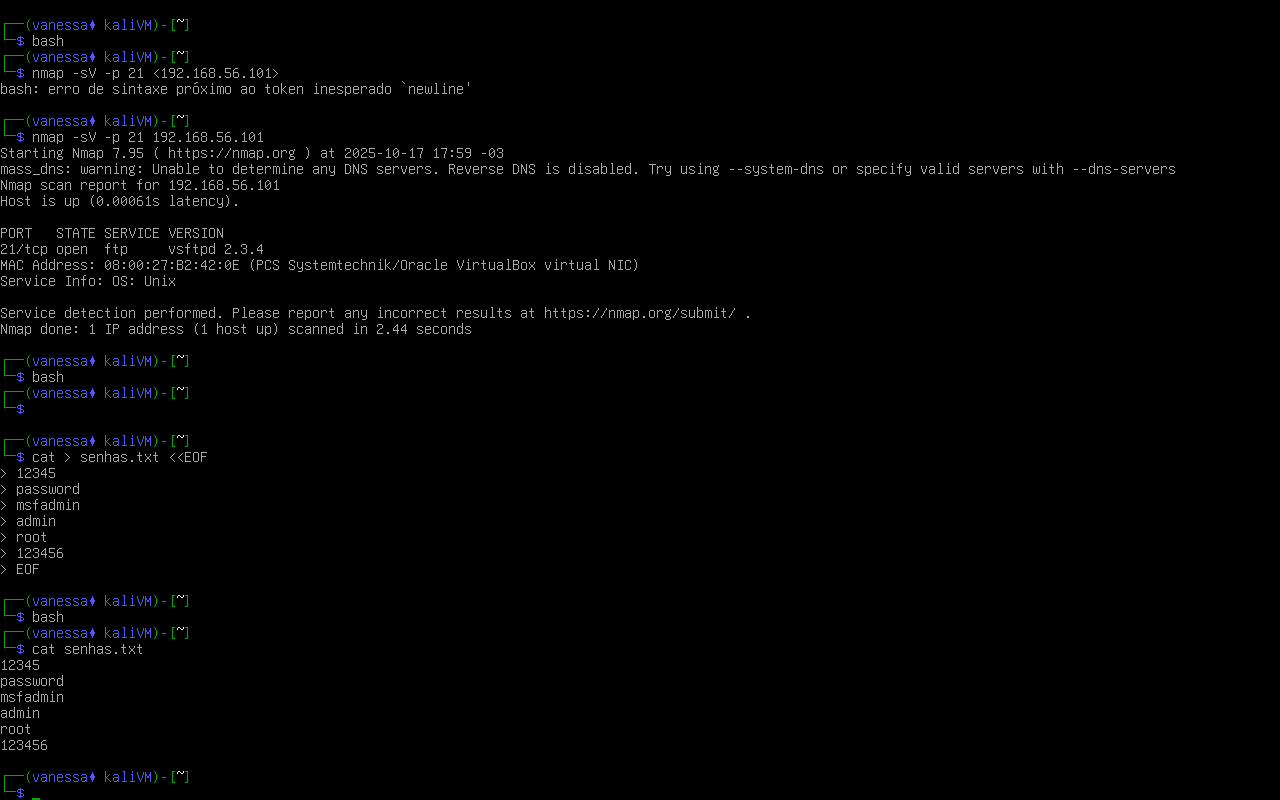 ┌──(vanessa♦ kaliVM)-[~]
└─$ bash
┌──(vanessa♦ kaliVM)-[~]
└─$ nmap -sV -p 21 <192.168.56.101>
bash: erro de sintaxe próximo ao token inesperado `newline'
┌──(vanessa♦ kaliVM)-[~]
└─$ nmap -sV -p 21 192.168.56.101
Starting Nmap 7.95 ( https://nmap.org ) at 2025-10-17 17:59 -03
mass_dns: warning: Unable to determine any DNS servers. Reverse DNS is disabled. Try using --system-dns or specify valid servers with --dns-servers
Nmap scan report for 192.168.56.101
Host is up (0.00061s latency).
PORT   STATE SERVICE VERSION
21/tcp open  ftp     vsftpd 2.3.4
MAC Address: 08:00:27:B2:42:0E (PCS Systemtechnik/Oracle VirtualBox virtual NIC)
Service Info: OS: Unix
Service detection performed. Please report any incorrect results at https://nmap.org/submit/ .
Nmap done: 1 IP address (1 host up) scanned in 2.44 seconds
┌──(vanessa♦ kaliVM)-[~]
└─$ bash
┌──(vanessa♦ kaliVM)-[~]
└─$
┌──(vanessa♦ kaliVM)-[~]
└─$ cat > senhas.txt <<EOF
> 12345
> password
> msfadmin
> admin
> root
> 123456
> EOF
┌──(vanessa♦ kaliVM)-[~]
└─$ bash
┌──(vanessa♦ kaliVM)-[~]
└─$ cat senhas.txt
12345
password
msfadmin
admin
root
123456
┌──(vanessa♦ kaliVM)-[~]
└─$